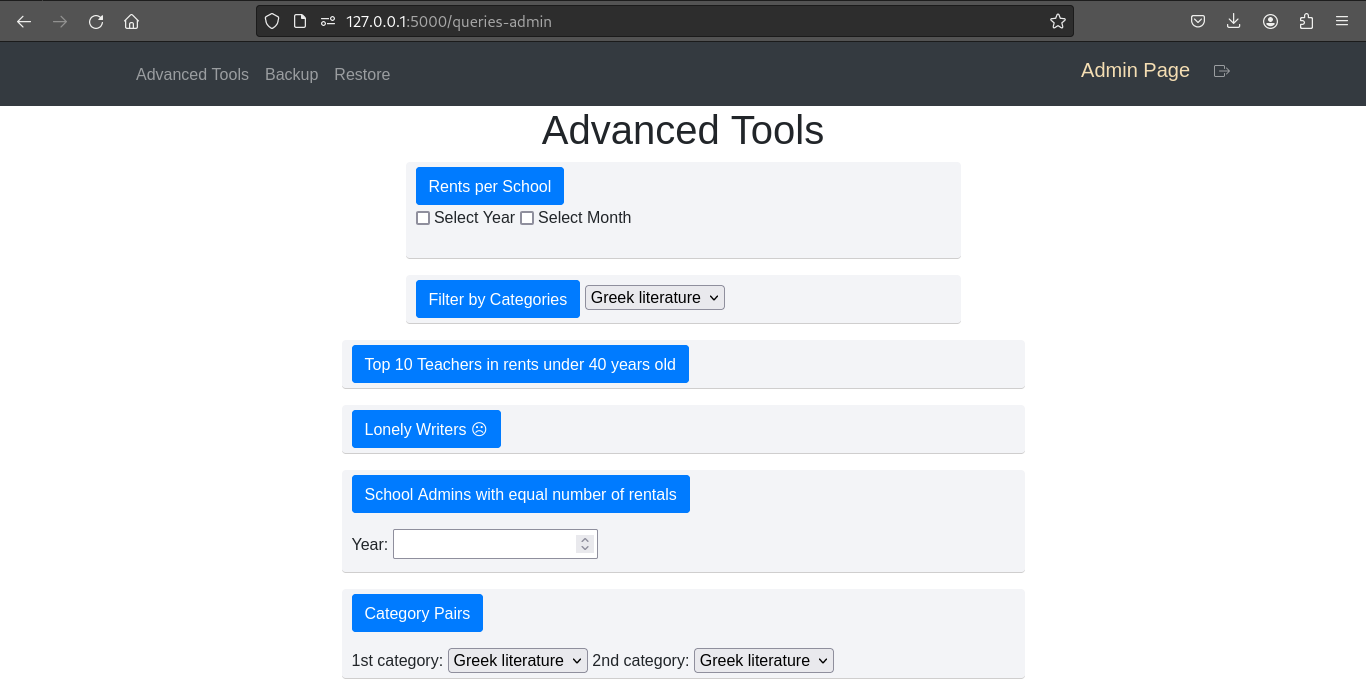 127.0.0.1:5000/queries-admin
Advanced Tools Backup Restore Admin Page
Advanced Tools
Rents per School
Select Year Select Month
Filter by Categories Greek literature
Top 10 Teachers in rents under 40 years old
Lonely Writers ☹
School Admins with equal number of rentals
Year:
Category Pairs
1st category: Greek literature 2nd category: Greek literature